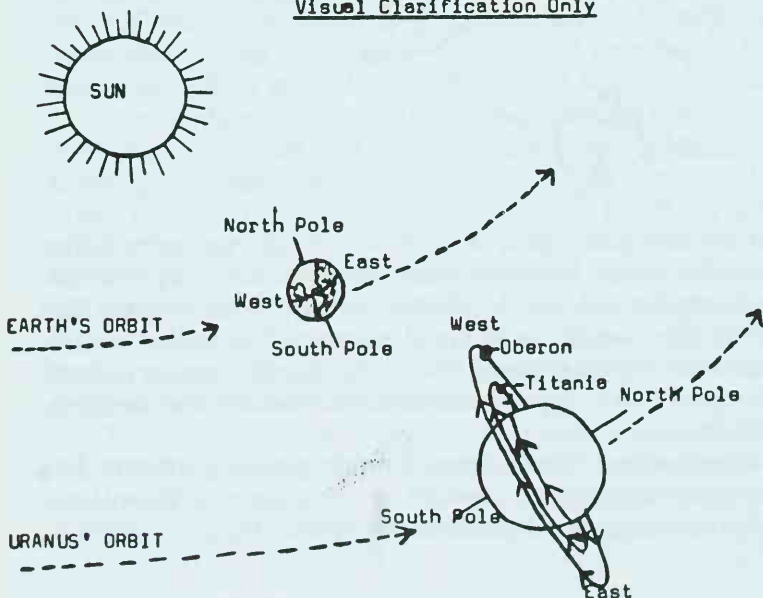 Visual Clarification Only
SUN
North Pole
East
West
EARTH'S ORBIT
South Pole
West
Oberon
Titania
North Pole
South Pole
URANUS' ORBIT
East